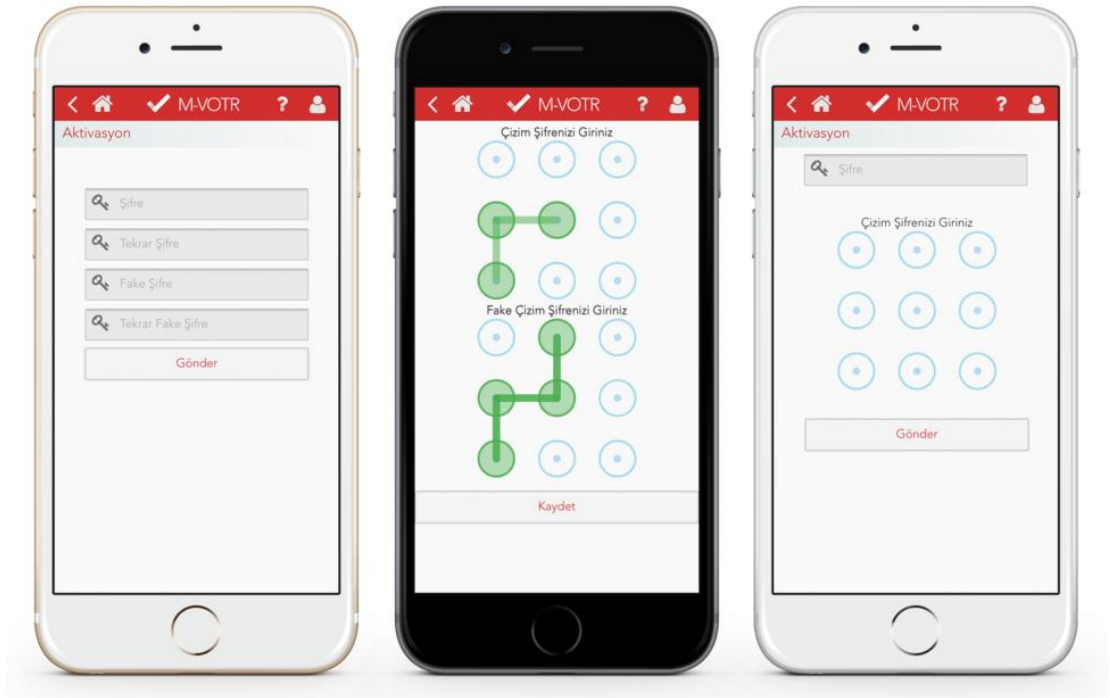 M-VOTR ?
Aktivasyon
Şifre
Tekrar Şifre
Fake Şifre
Tekrar Fake Şifre
Gönder
M-VOTR ?
Çizim Şifrenizi Giriniz
Fake Çizim Şifrenizi Giriniz
Kaydet
M-VOTR ?
Aktivasyon
Şifre
Çizim Şifrenizi Giriniz
Gönder